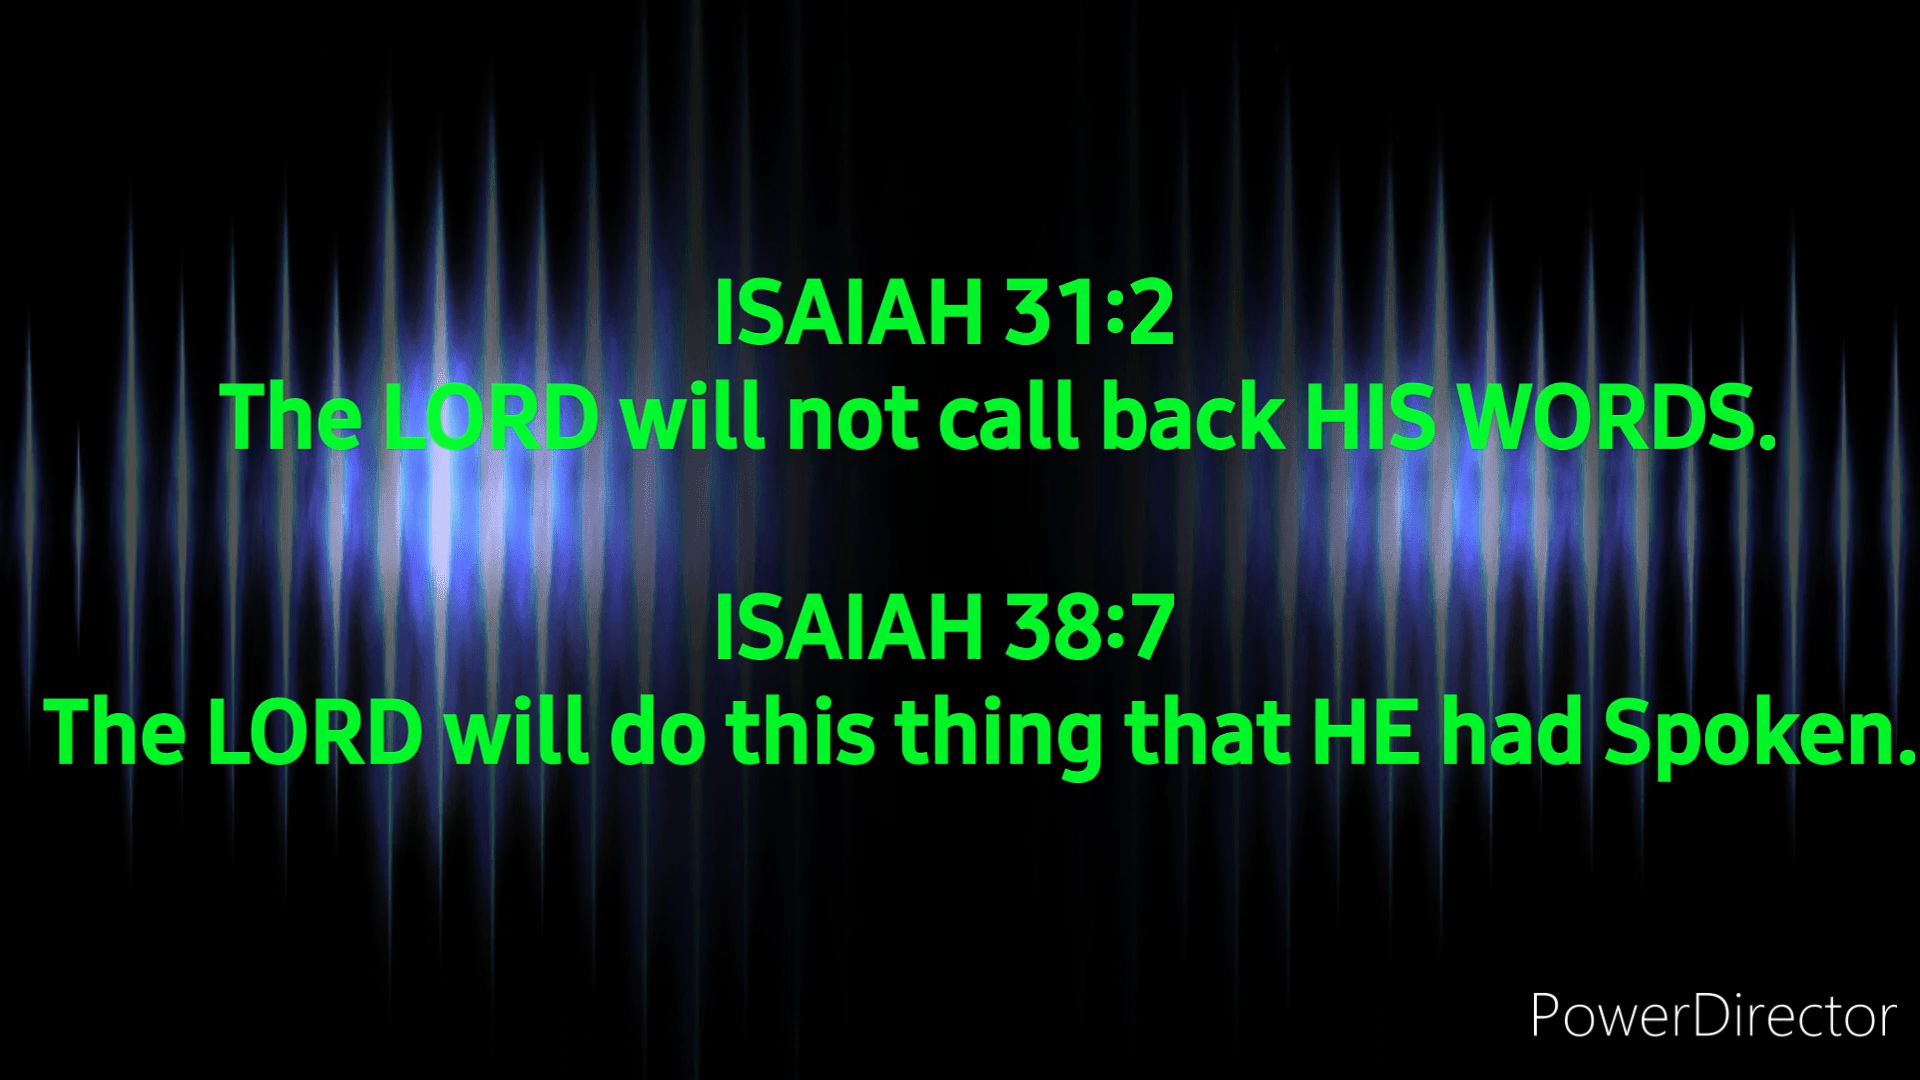 ISAIAH 31:2
The LORD will not call back HIS WORDS.
ISAIAH 38:7
The LORD will do this thing that HE had Spoken.
PowerDirector